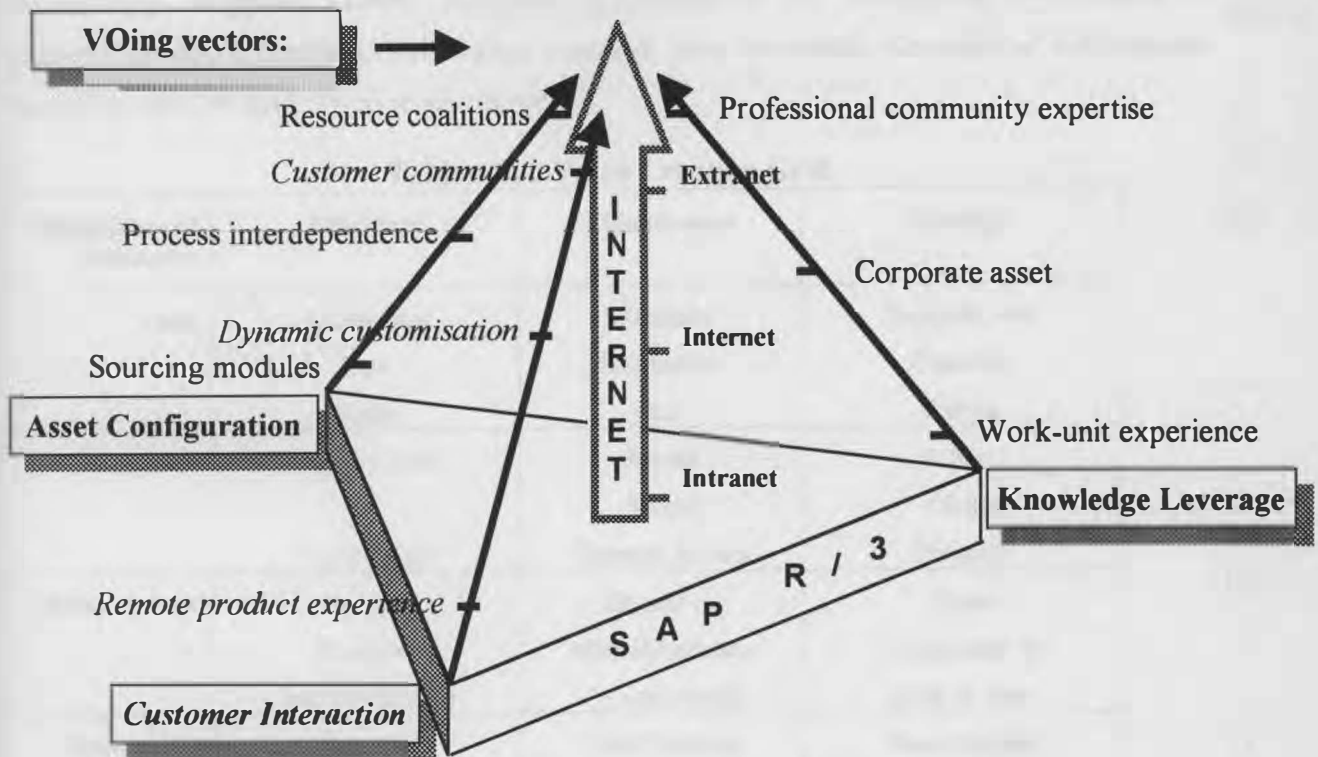 VOing vectors:
Resource coalitions
Professional community expertise
Customer communities
Extranet
Process interdependence
Corporate asset
Dynamic customisation
Internet
Sourcing modules
INTERNET
Asset Configuration
Work-unit experience
Intranet
Knowledge Leverage
SAP R/3
Remote product experience
Customer Interaction